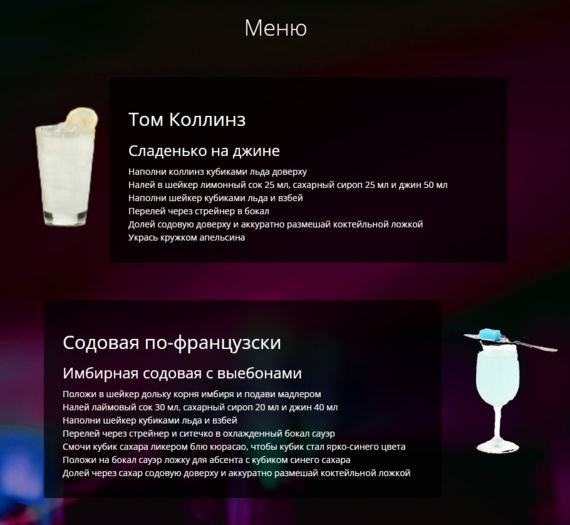 Меню
Том Коллинз
Сладенько на джине
Наполни коллинз кубиками льда доверху
Налей в шейкер лимонный сок 25 мл, сахарный сироп 25 мл и джин 50 мл
Наполни шейкер кубиками льда и взбей
Перелей через стрейнер в бокал
Долей содовую доверху и аккуратно размешай коктейльной ложкой
Укрась кружком апельсина
Содовая по-французски
Имбирная содовая с выебонами
Положи в шейкер дольку корня имбиря и подави мадлером
Налей лаймовый сок 30 мл, сахарный сироп 20 мл и джин 40 мл
Наполни шейкер кубиками льда и взбей
Перелей через стрейнер и ситечко в охлажденный бокал сауэр
Смочи кубик сахара ликером блю кюрасао, чтобы кубик стал ярко-синего цвета
Положи на бокал сауэр ложку для абсента с кубиком синего сахара
Долей через сахар содовую доверху и аккуратно размешай коктейльной ложкой